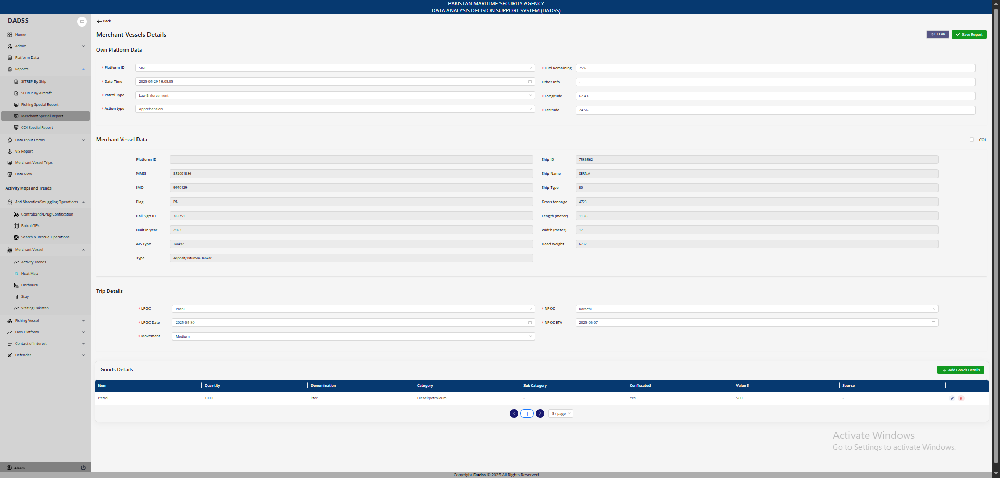 PAKISTAN MARITIME SECURITY AGENCY
DATA ANALYSIS DECISION SUPPORT SYSTEM (DADSS)
DADSS
Home
Admin
Platform Data
Reports
SITREP By Ship
SITREP By Aircraft
Fishing Special Report
Merchant Special Report
COI Special Report
Data Input Forms
VIS Report
Merchant Vessel Trips
Data View
Activity Maps and Trends
Anti Narcotics/Smuggling Operations
Contraband/Drug Confiscation
Patrol OPs
Search & Rescue Operations
Merchant Vessel
Activity Trends
Heat Map
Harbours
Stay
Visiting Pakistan
Fishing Vessel
Own Platform
Contact of Interest
Defender
Aleem
Back
Merchant Vessels Details
CLEAR
Save Report
Own Platform Data
* Platform ID SINC
* Fuel Remaining 75%
* Date Time 2025-05-29 18:05:05
Other Info -
* Patrol Type Law Enforcement
* Longitude 62.43
* Action type Apprehension
* Latitude 24.56
Merchant Vessel Data
COI
Platform ID
Ship ID 7536562
MMSI 352001836
Ship Name SERNA
IMO 9970129
Ship Type 80
Flag PA
Gross tonnage 4723
Call Sign ID 3E2751
Length (meter) 113.6
Built in year 2023
Width (meter) 17
AIS Type Tanker
Dead Weight 6732
Type Asphalt/Bitumen Tanker
Trip Details
* LPOC Pasni
* NPOC Karachi
* LPOC Date 2025-05-30
* NPOC ETA 2025-06-07
* Movement Medium
Goods Details
+ Add Goods Details
Item Quantity Denomination Category Sub Category Confiscated Value $ Source
Petrol 1000 liter Diesel/petroleum - Yes 500 -
< 1 > 5 / page
Activate Windows
Go to Settings to activate Windows.
Copyright Dadss © 2025 All Rights Reserved